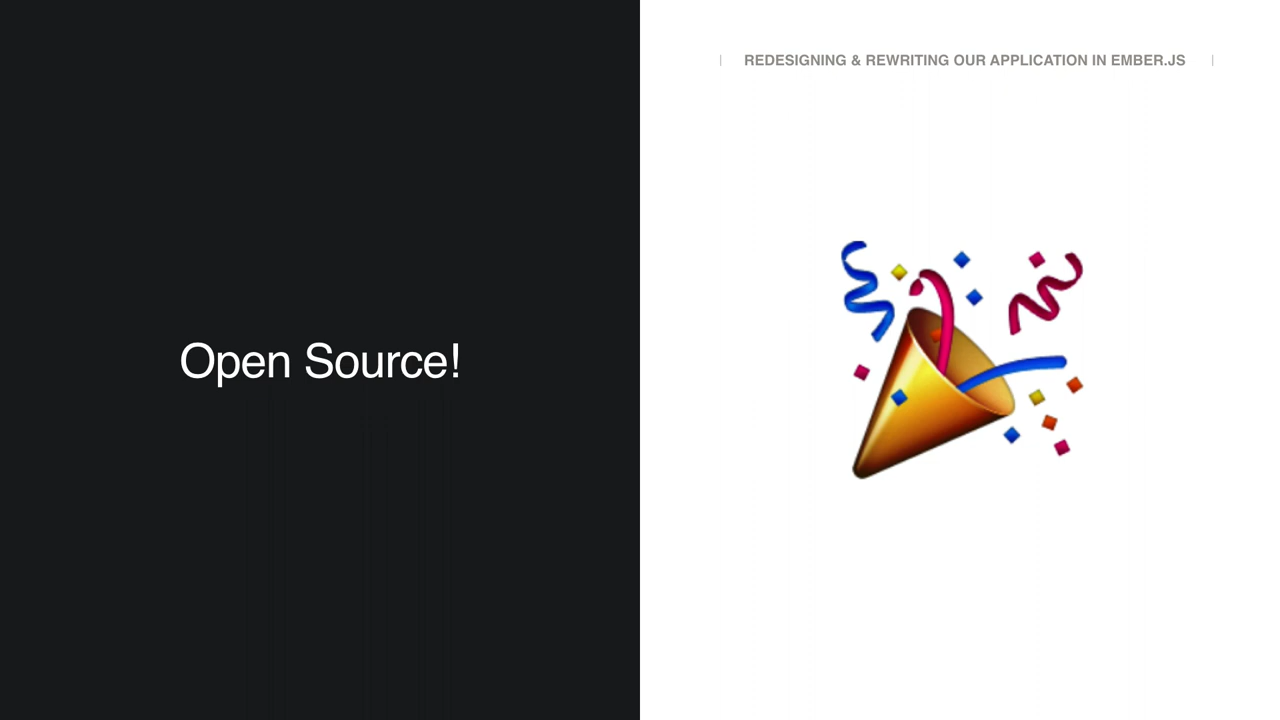 REDESIGNING & REWRITING OUR APPLICATION IN EMBER.JS
Open Source!